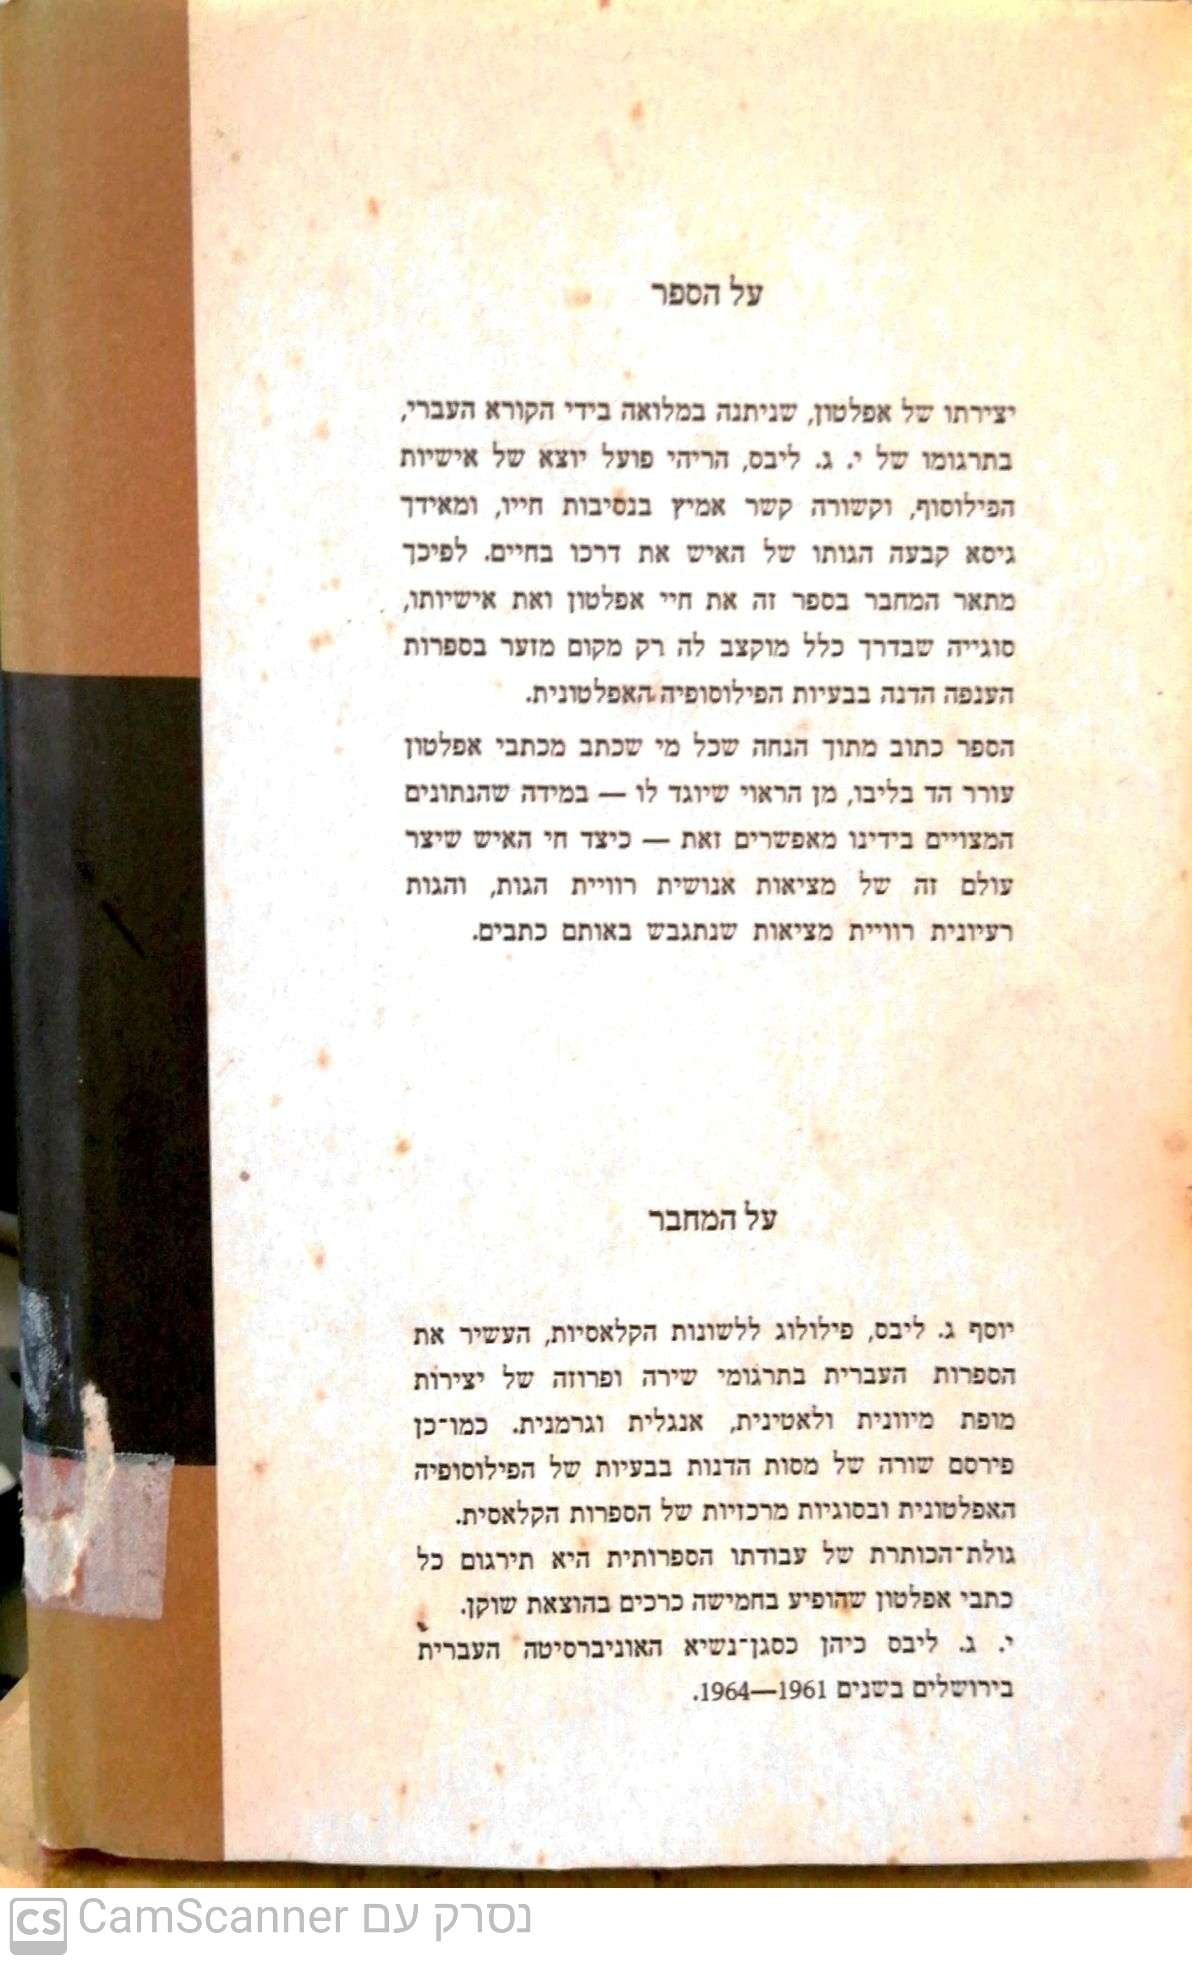 על הספר
יצירתו של אפלטון, שניתנה במלואה בידי הקורא העברי,
בתרגומו של י. ג. ליבס, הריהי פועל יוצא של אישיות
הפילוסוף, וקשורה קשר אמיץ בנסיבות חייו, ומאידך
גיסא קבעה הגותו של האיש את דרכו בחיים. לפיכך
מתאר המחבר בספר זה את חיי אפלטון ואת אישיותו,
סוגייה שבדרך כלל מוקצב לה רק מקום מזער בספרות
הענפה הדנה בבעיות הפילוסופיה האפלטונית.
הספר כתוב מתוך הנחה שכל מי שכתב מכתבי אפלטון
עורר הד בליבו, מן הראוי שיוגד לו — במידה שהנתונים
המצויים בידינו מאפשרים זאת — כיצד חי האיש שיצר
עולם זה של מציאות אנושית רוויית הגות, והגות
רעיונית רוויית מציאות שנתגבש באותם כתבים.
על המחבר
יוסף ג. ליבס, פילולוג ללשונות הקלאסיות, העשיר את
הספרות העברית בתרגומי שירה ופרוזה של יצירות
מופת מיוונית ולאטינית, אנגלית וגרמנית. כמו־כן
פירסם שורה של מסות הדנות בבעיות של הפילוסופיה
האפלטונית ובסוגיות מרכזיות של הספרות הקלאסית.
גולת־הכותרת של עבודתו הספרותית היא תירגום כל
כתבי אפלטון שהופיע בחמישה כרכים בהוצאת שוקן.
י. ג. ליבס כיהן כסגן־נשיא האוניברסיטה העברית
בירושלים בשנים 1961—1964.
CS CamScanner נסרק עם